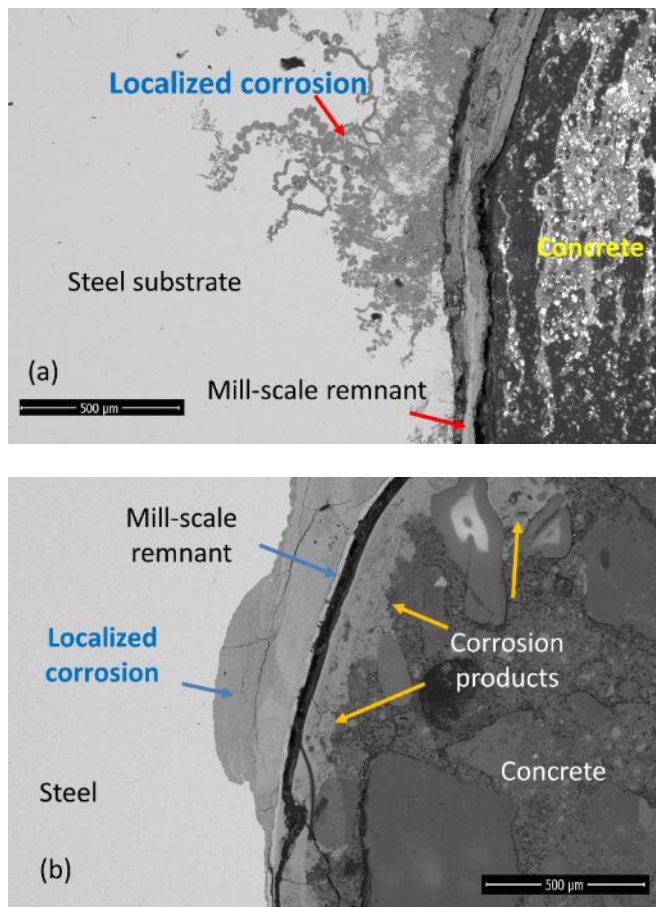 Localized corrosion
Concrete
Steel substrate
(a)
Mill-scale remnant
500 µm
Mill-scale
remnant
Localized
corrosion
Corrosion
products
Concrete
Steel
(b)
500 µm